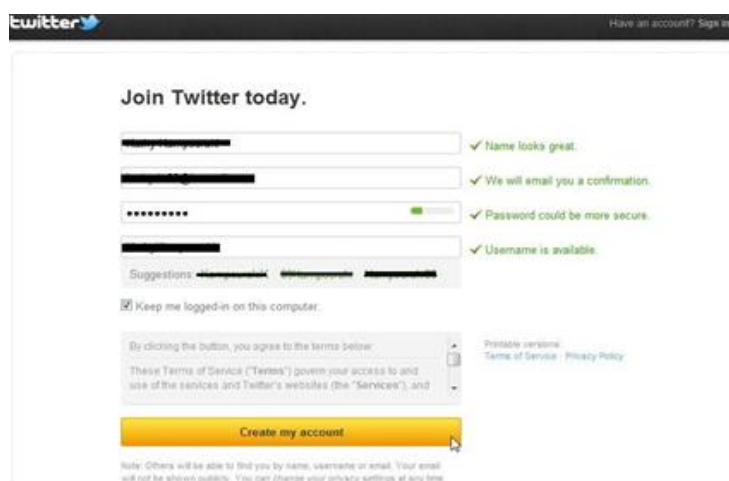 twitter
Have an account? Sign in
Join Twitter today.
Name looks great.
We will email you a confirmation.
Password could be more secure.
Username is available.
Suggestions:
Keep me logged-in on this computer.
By clicking the button, you agree to the terms below:
These Terms of Service ("Terms") govern your access to and
use of the services and Twitter's websites (the "Services"), and
Printable versions:
Terms of Service · Privacy Policy
Create my account
Note: Others will be able to find you by name, username or email. Your email
will not be shown publicly. You can change your privacy settings at any time.